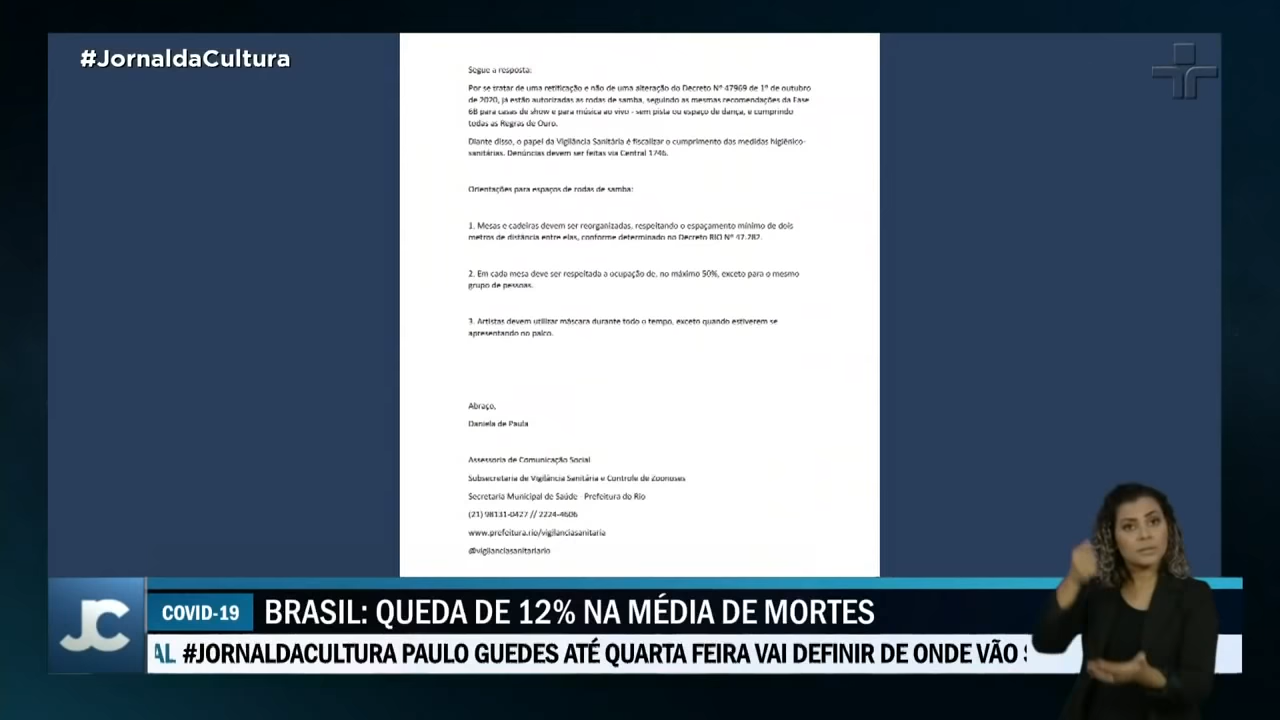 #JornaldaCultura
Segue a resposta:
Por se tratar de uma retificação e não de uma alteração do Decreto Nº 47969 de 1º de outubro
de 2020, já estão autorizadas as rodas de samba, seguindo as mesmas recomendações da Fase
6B para casas de show e para música ao vivo - sem pista ou espaço de dança, e cumprindo
todas as Regras de Ouro.
Diante disso, o papel da Vigilância Sanitária é fiscalizar o cumprimento das medidas higiênico-
sanitárias. Denúncias devem ser feitas via Central 1746.
Orientações para espaços de rodas de samba:
1. Mesas e cadeiras devem ser reorganizadas, respeitando o espaçamento mínimo de dois
metros de distância entre elas, conforme determinado no Decreto RIO Nº 47.282.
2. Em cada mesa deve ser respeitada a ocupação de, no máximo 50%, exceto para o mesmo
grupo de pessoas.
3. Artistas devem utilizar máscara durante todo o tempo, exceto quando estiverem se
apresentando no palco.
Abraço,
Daniela de Paula
Assessoria de Comunicação Social
Subsecretaria de Vigilância Sanitária e Controle de Zoonoses
Secretaria Municipal de Saúde - Prefeitura do Rio
(21) 98131-0427 // 2224-4606
www.prefeitura.rio/vigilanciasanitaria
@vigilanciasanitariario
JC
COVID-19 BRASIL: QUEDA DE 12% NA MÉDIA DE MORTES
AL #JORNALDACULTURA PAULO GUEDES ATÉ QUARTA FEIRA VAI DEFINIR DE ONDE VÃO